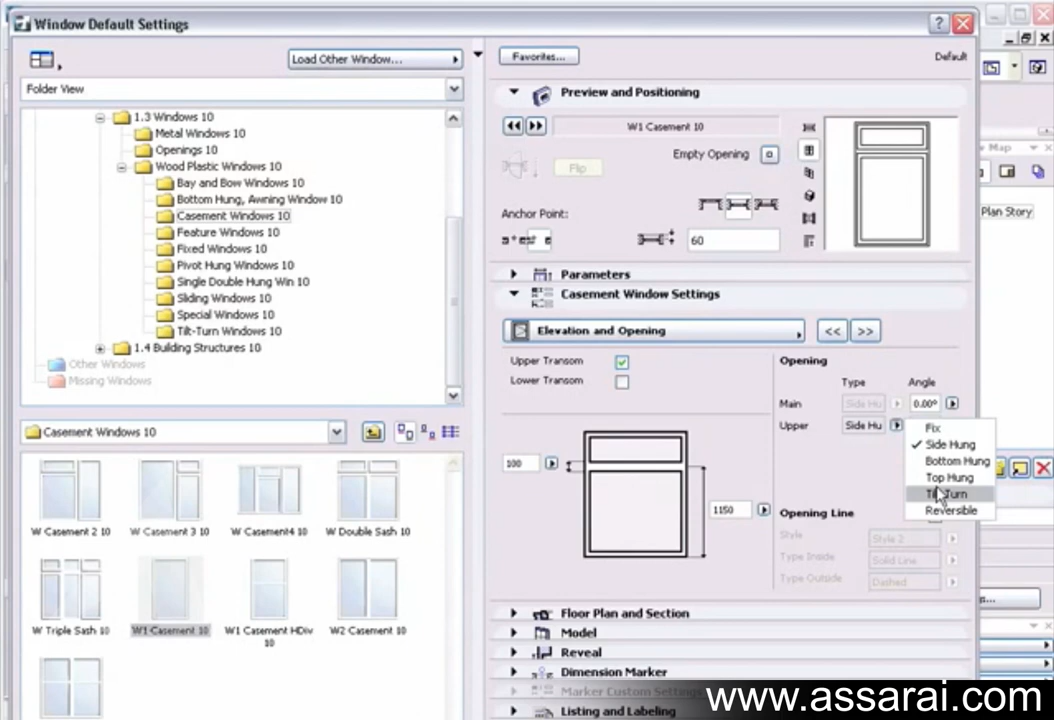 Window Default Settings
Load Other Window...
Folder View
1.3 Windows 10
Metal Windows 10
Openings 10
Wood Plastic Windows 10
Bay and Bow Windows 10
Bottom Hung, Awning Window 10
Casement Windows 10
Feature Windows 10
Fixed Windows 10
Pivot Hung Windows 10
Single Double Hung Win 10
Sliding Windows 10
Special Windows 10
Tilt-Turn Windows 10
1.4 Building Structures 10
Other Windows
Missing Windows
Casement Windows 10
W Casement 2 10
W Casement 3 10
W Casement4 10
W Double Sash 10
W Triple Sash 10
W1 Casement 10
W1 Casement HDiv 10
W2 Casement 10
Favorites...
Default
Preview and Positioning
W1 Casement 10
Empty Opening
Flip
Anchor Point:
60
Parameters
Casement Window Settings
Elevation and Opening
<< >>
Upper Transom
Lower Transom
100
1150
Opening
Type Angle
Main Side Hu 0.00°
Upper Side Hu
Fix
Side Hung
Bottom Hung
Top Hung
Turn
Reversible
Opening Line
Style Style 2
Type Inside Solid Line
Type Outside Dashed
Floor Plan and Section
Model
Reveal
Dimension Marker
Marker Custom Settings
Listing and Labeling
Map
Plan Story
www.assarai.com